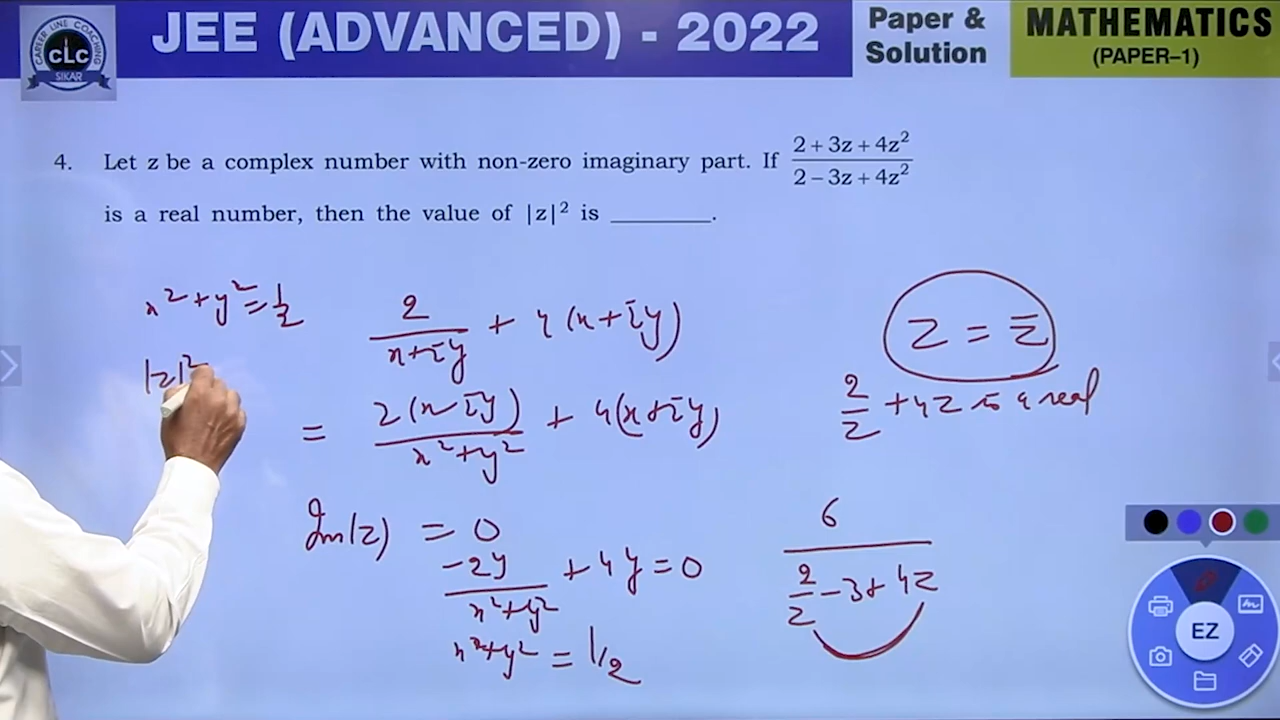 CAREER LINE COACHING
CLC
SIKAR
JEE (ADVANCED) - 2022
Paper &
Solution
MATHEMATICS
(PAPER–1)
4. Let z be a complex number with non-zero imaginary part. If (2 + 3z + 4z²)/(2 – 3z + 4z²)
is a real number, then the value of |z|² is ________.
x² + y² = 1/2
|z|²
2/(x+iy) + 4(x+iy)
= 2(x-iy)/(x²+y²) + 4(x+iy)
Im(z) = 0
-2y/(x²+y²) + 4y = 0
x²+y² = 1/2
z = z̄
2/z + 4z is a real
6/(2/z - 3 + 4z)
EZ